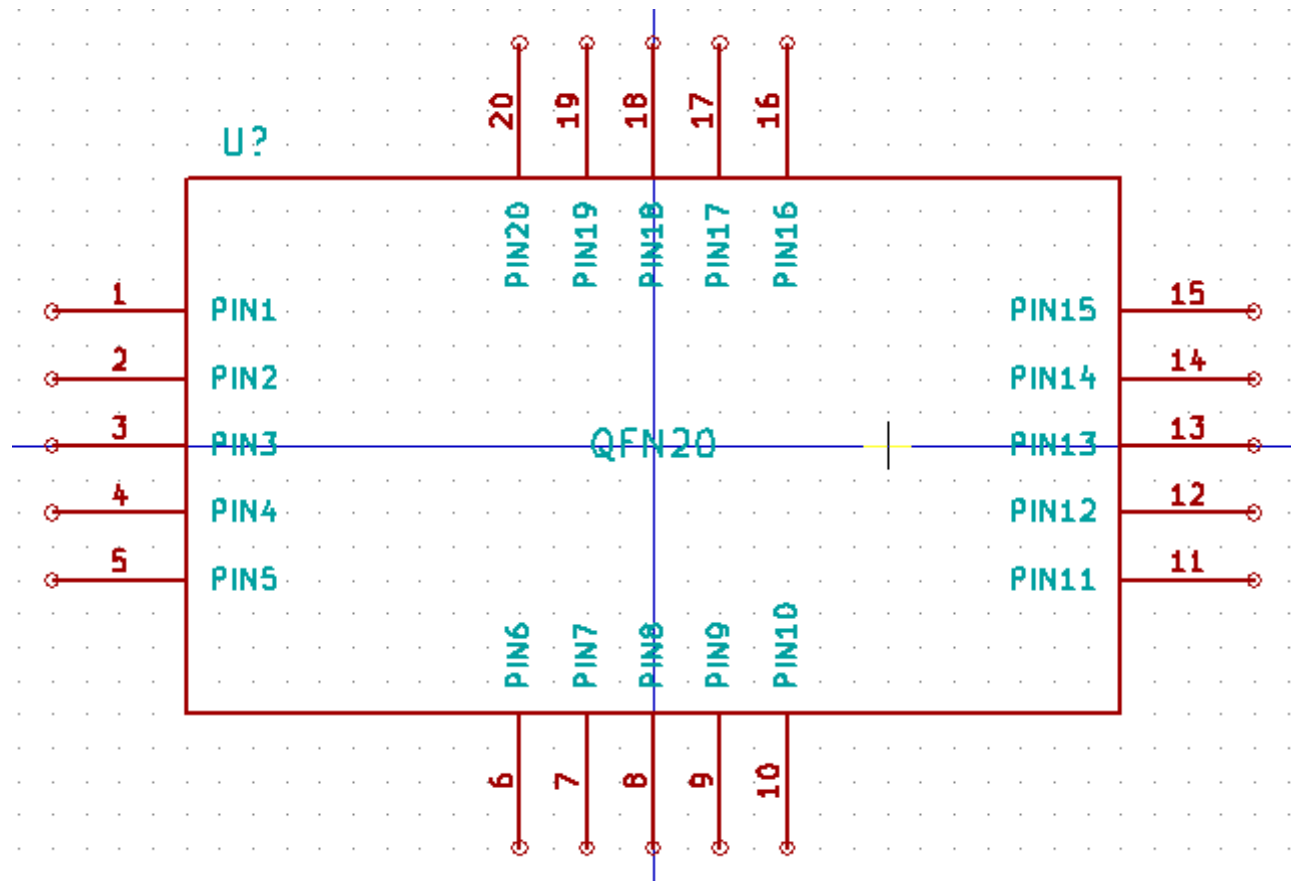 20 19 18 17 16
U?
PIN20 PIN19 PIN18 PIN17 PIN16
1 PIN1 PIN15 15
2 PIN2 PIN14 14
3 PIN3 QFN20 PIN13 13
4 PIN4 PIN12 12
5 PIN5 PIN11 11
PIN6 PIN7 PIN8 PIN9 PIN10
6 7 8 9 10